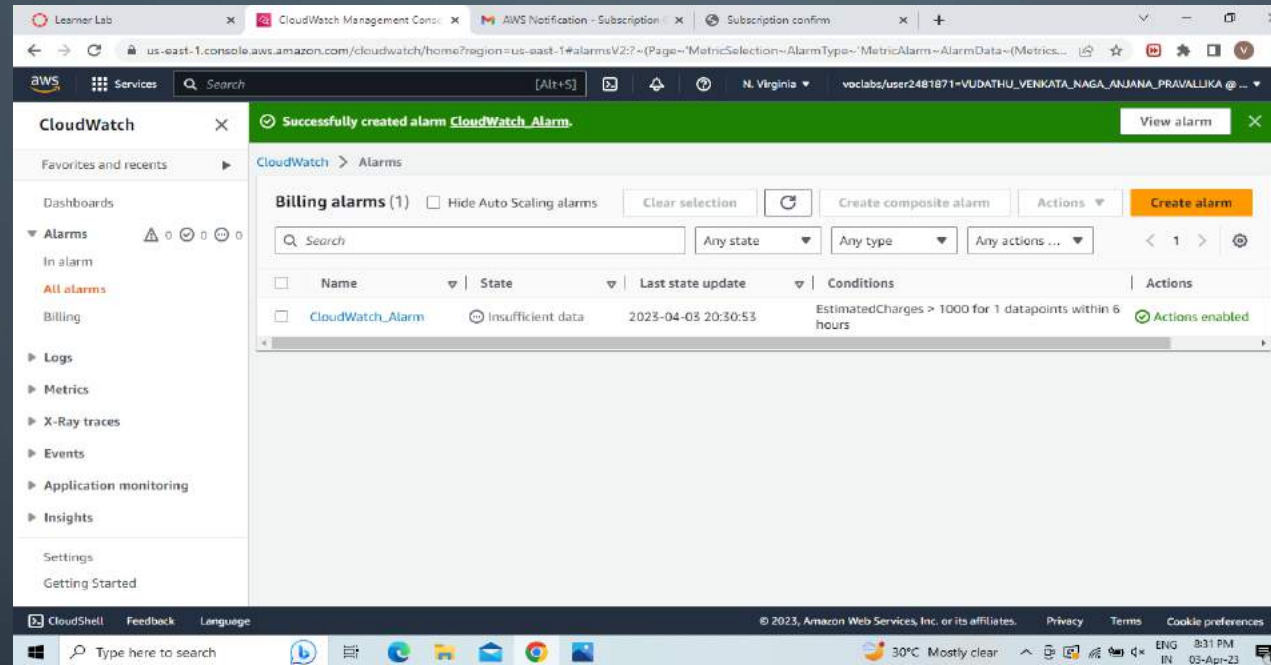 Learner Lab
CloudWatch Management Conso
AWS Notification - Subscription C
Subscription confirm
us-east-1.console.aws.amazon.com/cloudwatch/home?region=us-east-1#alarmsV2:?~(Page~'MetricSelection~AlarmType~'MetricAlarm~AlarmData~(Metrics...
V
aws
Services
Search
[Alt+S]
N. Virginia
voclabs/user2481871=VUDATHU_VENKATA_NAGA_ANJANA_PRAVALLIKA @ ...
CloudWatch
Successfully created alarm CloudWatch_Alarm.
View alarm
Favorites and recents
CloudWatch > Alarms
Dashboards
Alarms 0 0 0
In alarm
All alarms
Billing
Logs
Metrics
X-Ray traces
Events
Application monitoring
Insights
Settings
Getting Started
Billing alarms (1)
Hide Auto Scaling alarms
Clear selection
Create composite alarm
Actions
Create alarm
Search
Any state
Any type
Any actions ...
< 1 >
Name State Last state update Conditions Actions
CloudWatch_Alarm Insufficient data 2023-04-03 20:30:53 EstimatedCharges > 1000 for 1 datapoints within 6 Actions enabled
hours
CloudShell Feedback Language
© 2023, Amazon Web Services, Inc. or its affiliates. Privacy Terms Cookie preferences
Type here to search
30°C Mostly clear
ENG 8:31 PM
IN 03-Apr-23